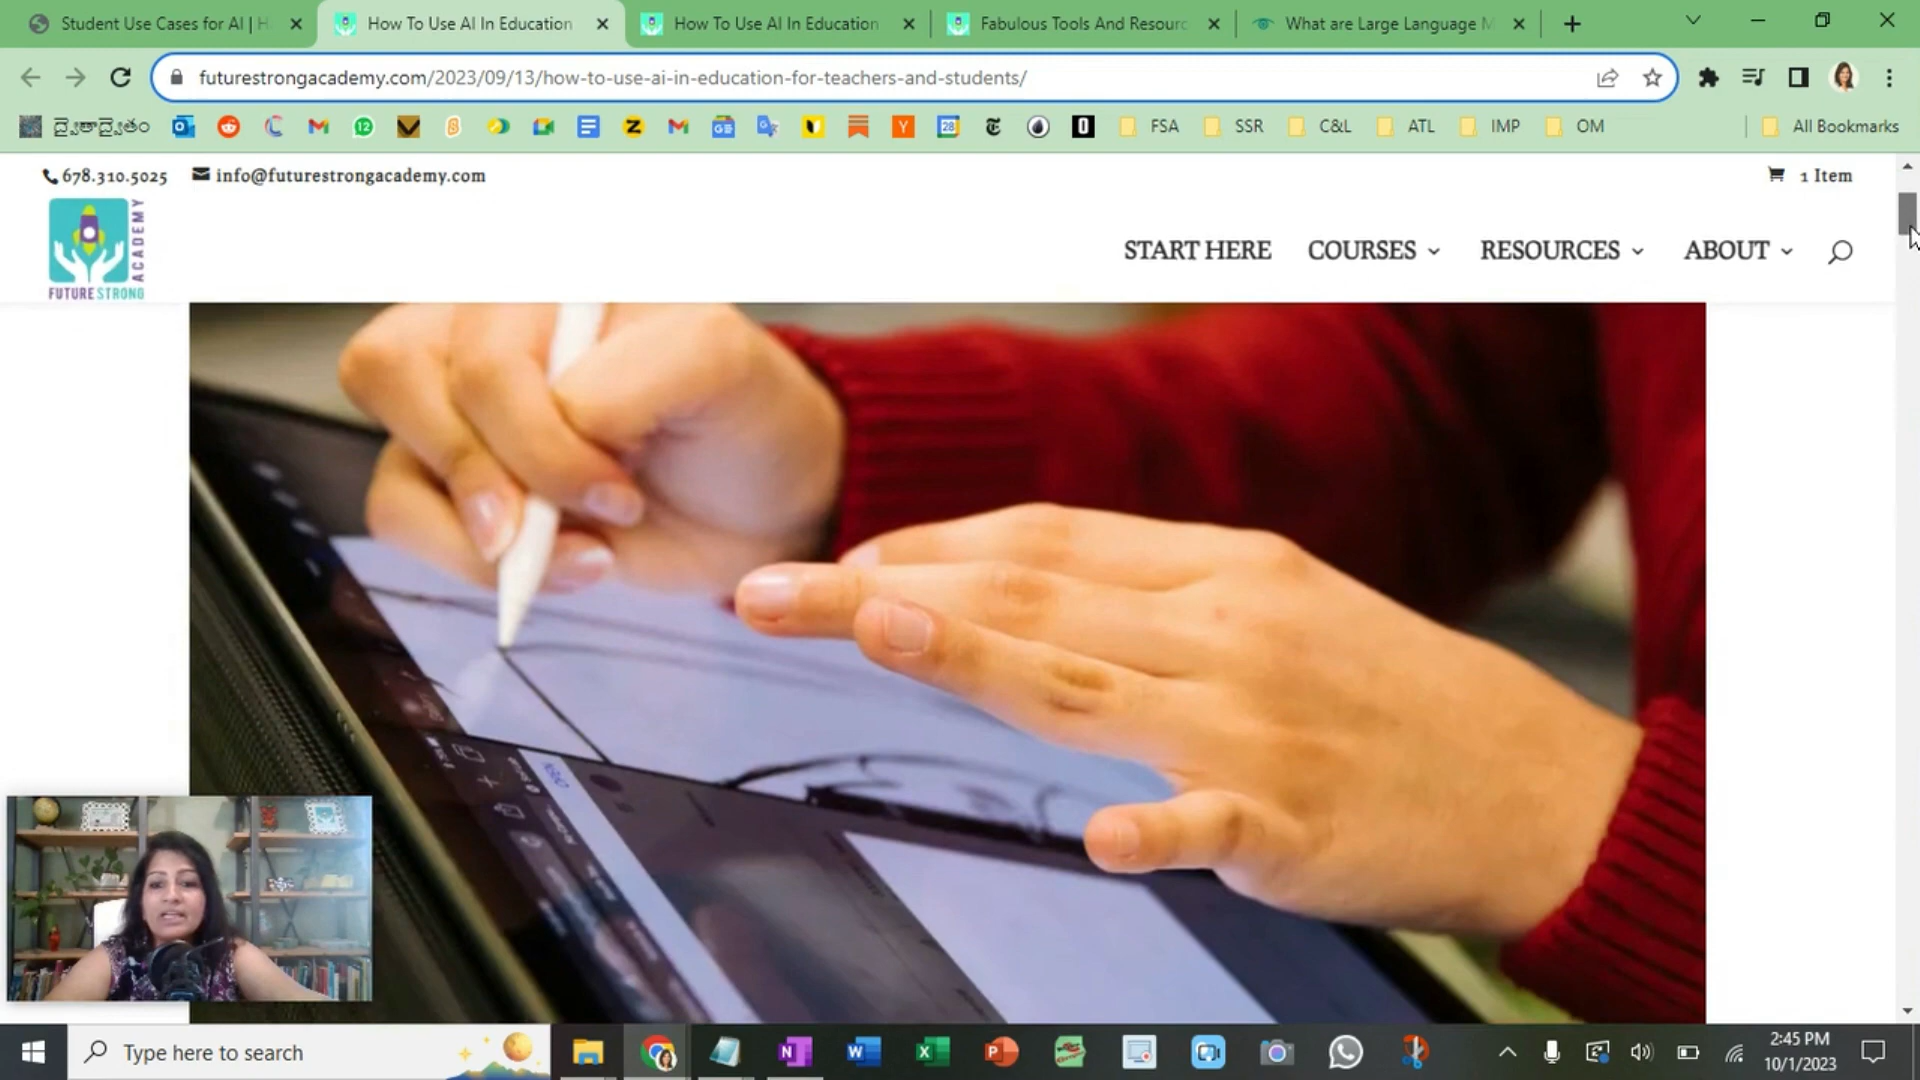 Student Use Cases for AI | H
How To Use AI In Education
How To Use AI In Education
Fabulous Tools And Resourc
What are Large Language M
futurestrongacademy.com/2023/09/13/how-to-use-ai-in-education-for-teachers-and-students/
ద్వైతాద్వైతం
FSA
SSR
C&L
ATL
IMP
OM
All Bookmarks
678.310.5025
info@futurestrongacademy.com
1 Item
FUTURE STRONG
ACADEMY
START HERE
COURSES
RESOURCES
ABOUT
Type here to search
2:45 PM
10/1/2023